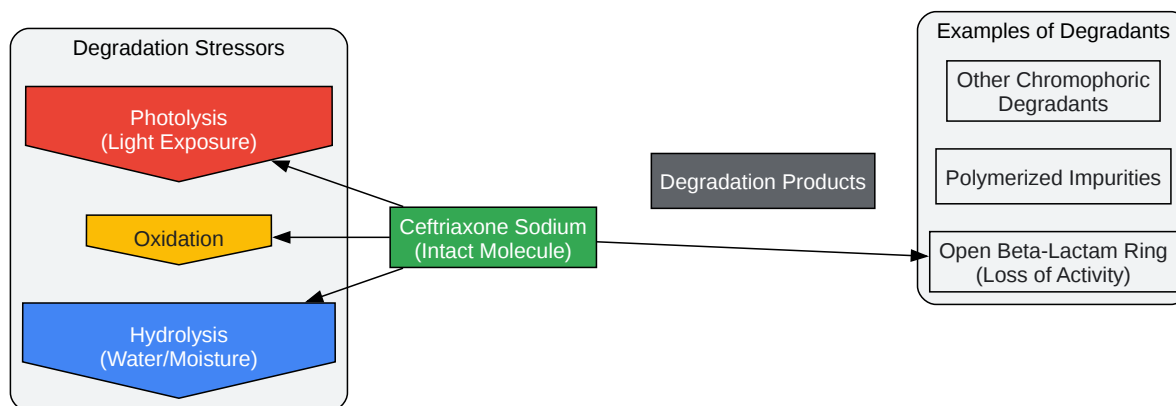 Degradation Stressors
Photolysis
(Light Exposure)
Oxidation
Hydrolysis
(Water/Moisture)
Ceftriaxone Sodium
(Intact Molecule)
Degradation Products
Examples of Degradants
Other Chromophoric
Degradants
Polymerized Impurities
Open Beta-Lactam Ring
(Loss of Activity)